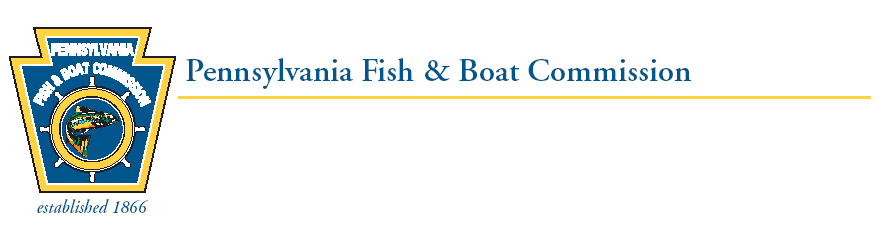 PENNSYLVANIA
FISH & BOAT COMMISSION
Pennsylvania Fish & Boat Commission
established 1866